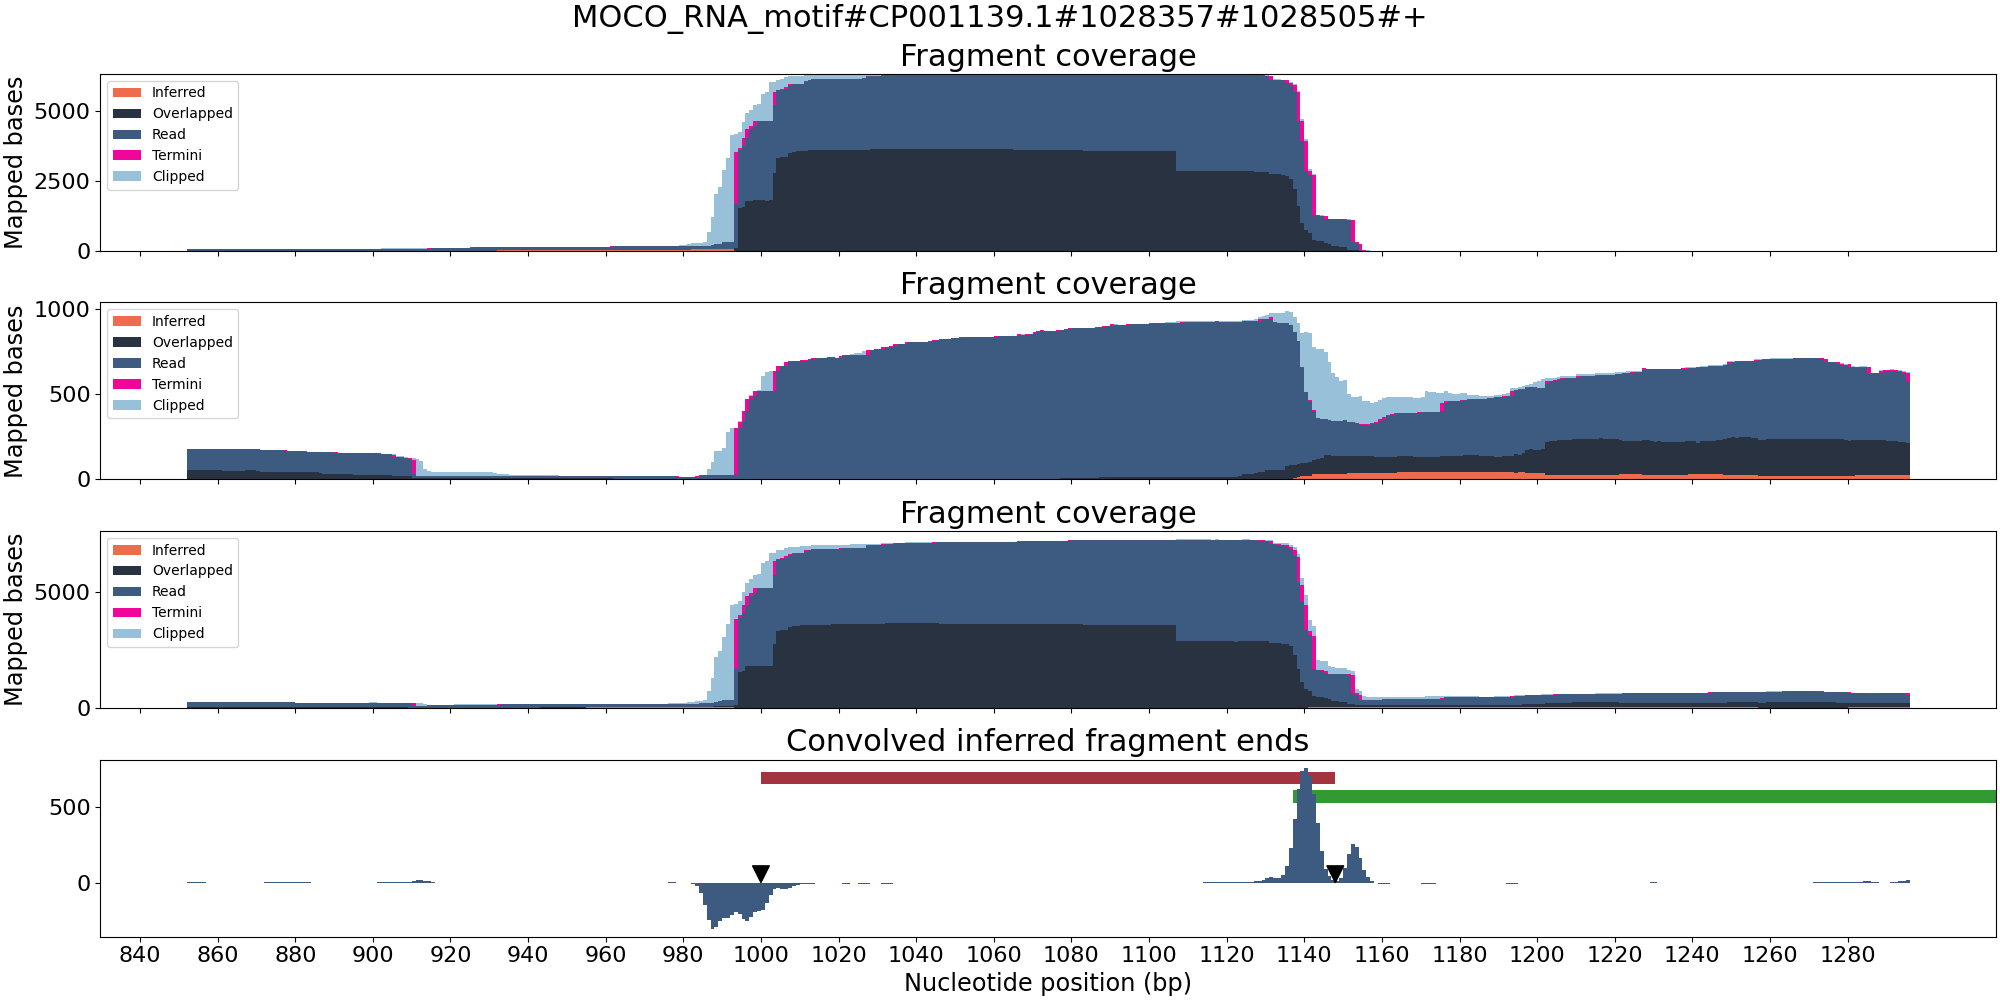 MOCO_RNA_motif#CP001139.1#1028357#1028505#+
Fragment coverage
Mapped bases
5000
2500
0
Inferred
Overlapped
Read
Termini
Clipped
Fragment coverage
Mapped bases
1000
500
0
Inferred
Overlapped
Read
Termini
Clipped
Fragment coverage
Mapped bases
5000
0
Inferred
Overlapped
Read
Termini
Clipped
Convolved inferred fragment ends
500
0
840 860 880 900 920 940 960 980 1000 1020 1040 1060 1080 1100 1120 1140 1160 1180 1200 1220 1240 1260 1280
Nucleotide position (bp)